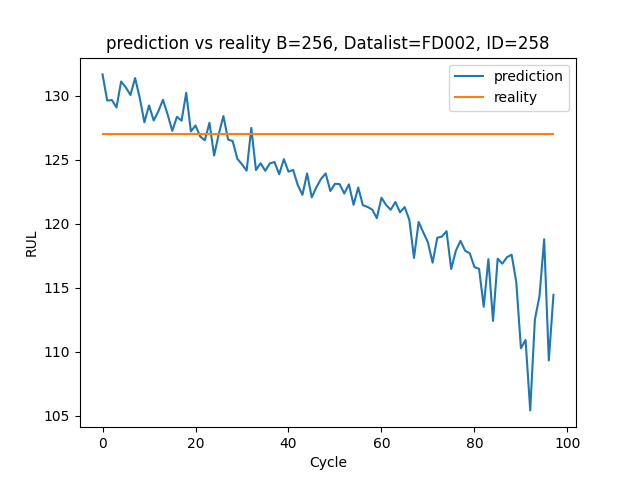 prediction vs reality B=256, Datalist=FD002, ID=258
prediction
reality
RUL
130
125
120
115
110
105
0 20 40 60 80 100
Cycle